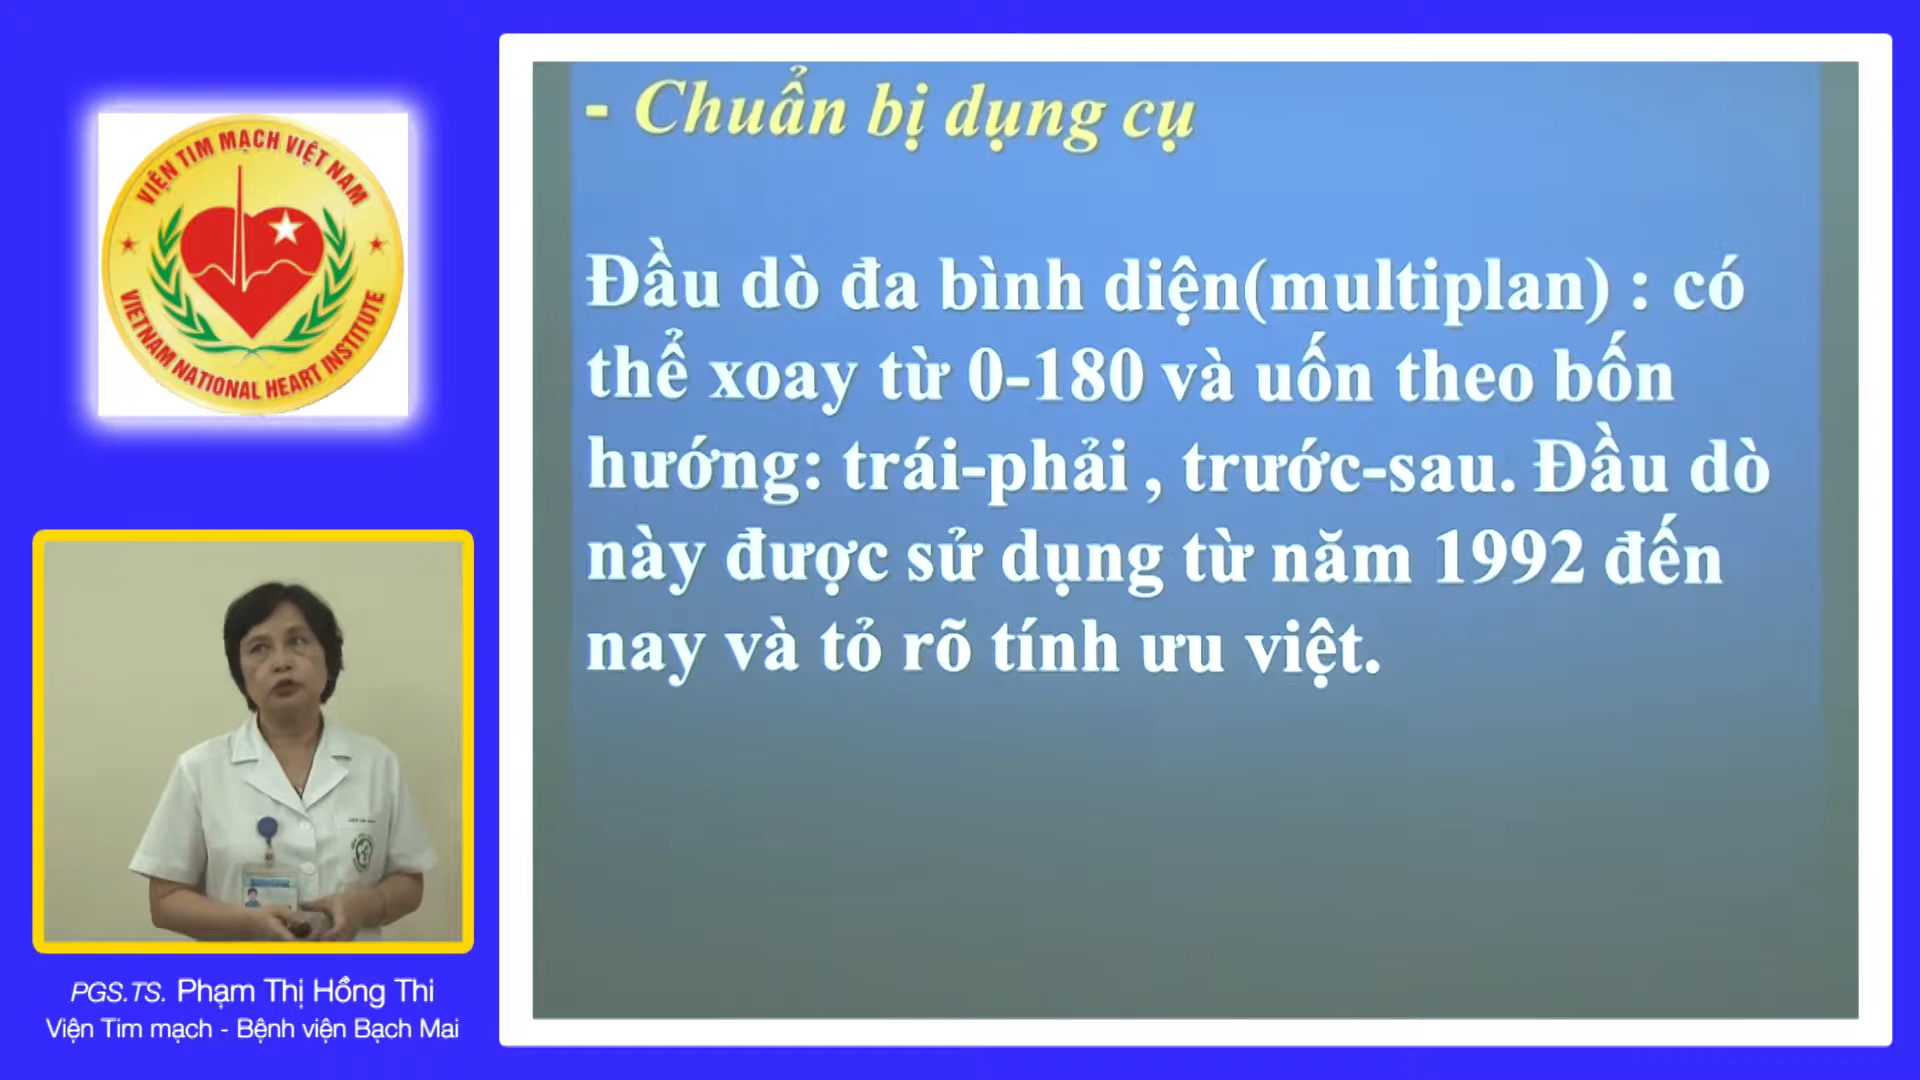 VIỆN TIM MẠCH VIỆT NAM
VIETNAM NATIONAL HEART INSTITUTE
- Chuẩn bị dụng cụ
Đầu dò đa bình diện(multiplan) : có
thể xoay từ 0-180 và uốn theo bốn
hướng: trái-phải , trước-sau. Đầu dò
này được sử dụng từ năm 1992 đến
nay và tỏ rõ tính ưu việt.
PGS.TS. Phạm Thị Hồng Thi
Viện Tim mạch - Bệnh viện Bạch Mai